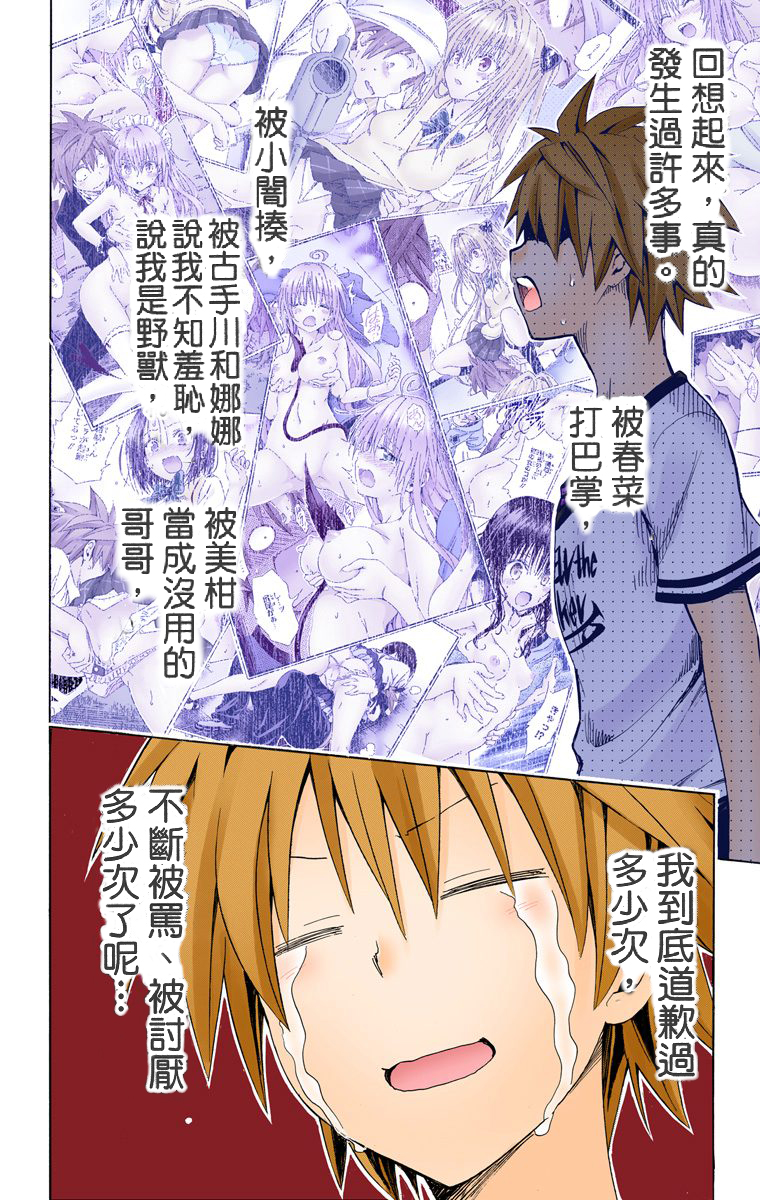 回想起來，真的
發生過許多事。
被小闇揍，
被古手川和娜娜
說我不知羞恥，
說我是野獸，
被春菜
打巴掌，
被美柑
當成沒用的
哥哥，
我到底道歉過
多少次，
不斷被罵、被討厭
多少次了呢…